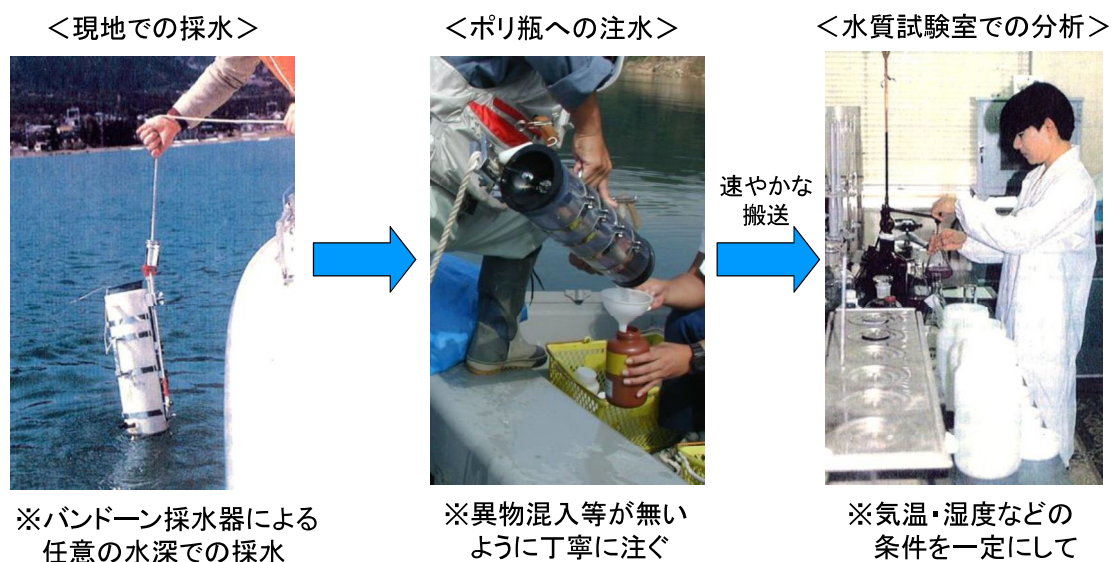 ＜現地での採水＞
＜ポリ瓶への注水＞
＜水質試験室での分析＞
速やかな
搬送
※バンドーン採水器による
任意の水深での採水
※異物混入等が無い
ように丁寧に注ぐ
※気温・湿度などの
条件を一定にして